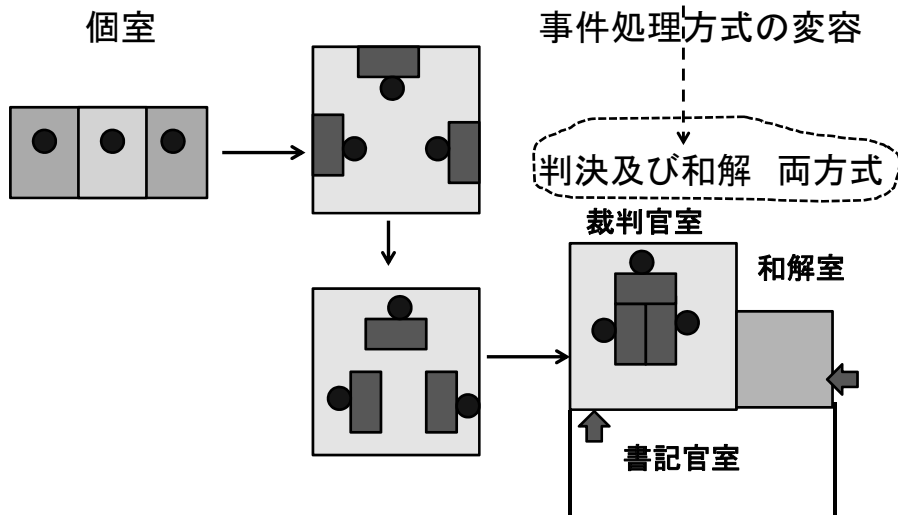 個室
事件処理方式の変容
判決及び和解 両方式
裁判官室
和解室
書記官室